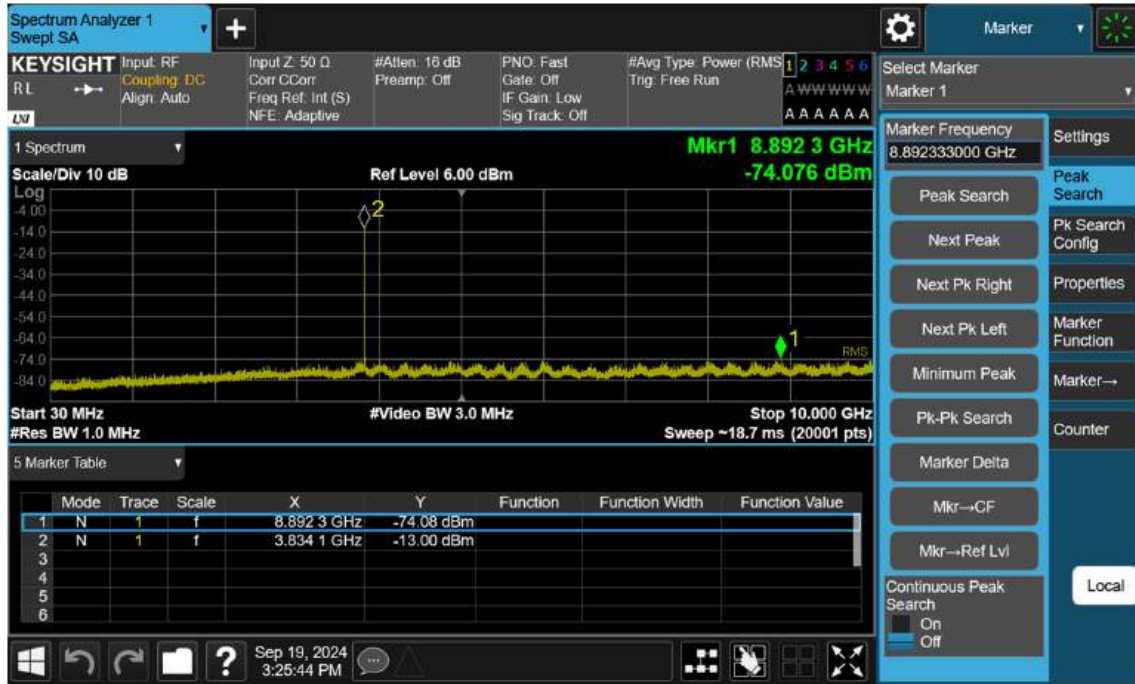 Spectrum Analyzer 1
Swept SA
Marker
KEYSIGHT
RL
LXI
Input: RF
Coupling: DC
Align: Auto
Input Z: 50 Ω
Corr CCorr
Freq Ref: Int (S)
NFE: Adaptive
#Atten: 16 dB
Preamp: Off
PNO: Fast
Gate: Off
IF Gain: Low
Sig Track: Off
#Avg Type: Power (RMS
Trig: Free Run
1 2 3 4 5 6
A W W W W W
A A A A A A
1 Spectrum
Scale/Div 10 dB
Ref Level 6.00 dBm
Mkr1 8.892 3 GHz
-74.076 dBm
Log
-4.00
-14.0
-24.0
-34.0
-44.0
-54.0
-64.0
-74.0
-84.0
2
1
RMS
Start 30 MHz
#Video BW 3.0 MHz
Stop 10.000 GHz
#Res BW 1.0 MHz
Sweep ~18.7 ms (20001 pts)
5 Marker Table
Mode Trace Scale X Y Function Function Width Function Value
1 N 1 f 8.892 3 GHz -74.08 dBm
2 N 1 f 3.834 1 GHz -13.00 dBm
3
4
5
6
Sep 19, 2024
3:25:44 PM
Select Marker
Marker 1
Marker Frequency
8.892333000 GHz
Peak Search
Next Peak
Next Pk Right
Next Pk Left
Minimum Peak
Pk-Pk Search
Marker Delta
Mkr→CF
Mkr→Ref Lvl
Continuous Peak
Search
On
Off
Settings
Peak
Search
Pk Search
Config
Properties
Marker
Function
Marker→
Counter
Local